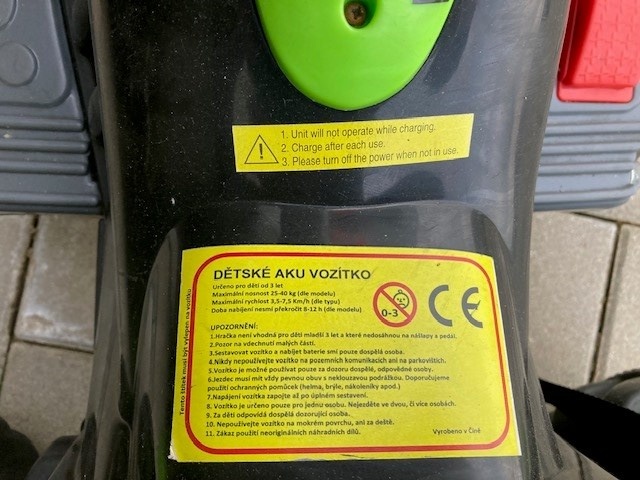 1. Unit will not operate while charging.
2. Charge after each use.
3. Please turn off the power when not in use.
DĚTSKÉ AKU VOZÍTKO
Určeno pro děti od 3 let
Maximální nosnost 25-40 kg (dle modelu)
Maximální rychlost 3,5-7,5 Km/h (dle typu)
Doba nabíjení nesmí překročit 8-12 h (dle modelu)
0-3
CE
UPOZORNĚNÍ:
1.Hračka není vhodná pro děti mladší 3 let a které nedosáhnou na nášlapy a pedál.
2.Pozor na vdechnutí malých částí.
3.Sestavovat vozítko a nabíjet baterie smí pouze dospělá osoba.
4.Nikdy nepoužívejte vozítko na pozemních komunikacích ani na parkovištích.
5.Vozítko je možné používat pouze za dozoru dospělé, odpovědné osoby.
6.Jezdec musí mít vždy pevnou obuv s neklouzavou podrážkou. Doporučujeme
použití ochranných pomůcek (helma, brýle, nákoleníky apod.)
7.Napájení vozítka zapojte až po úplném sestavení.
8. Vozítko je určeno pouze pro jednu osobu. Nejezděte ve dvou, či více osobách.
9. Za děti odpovídá dospělá dozorující osoba.
10. Nepoužívejte vozítko na mokrém povrchu, ani za deště.
11. Zákaz použití neoriginálních náhradních dílů.
Vyrobeno v Číně
Tento štítek musí být vylepen na vozítku